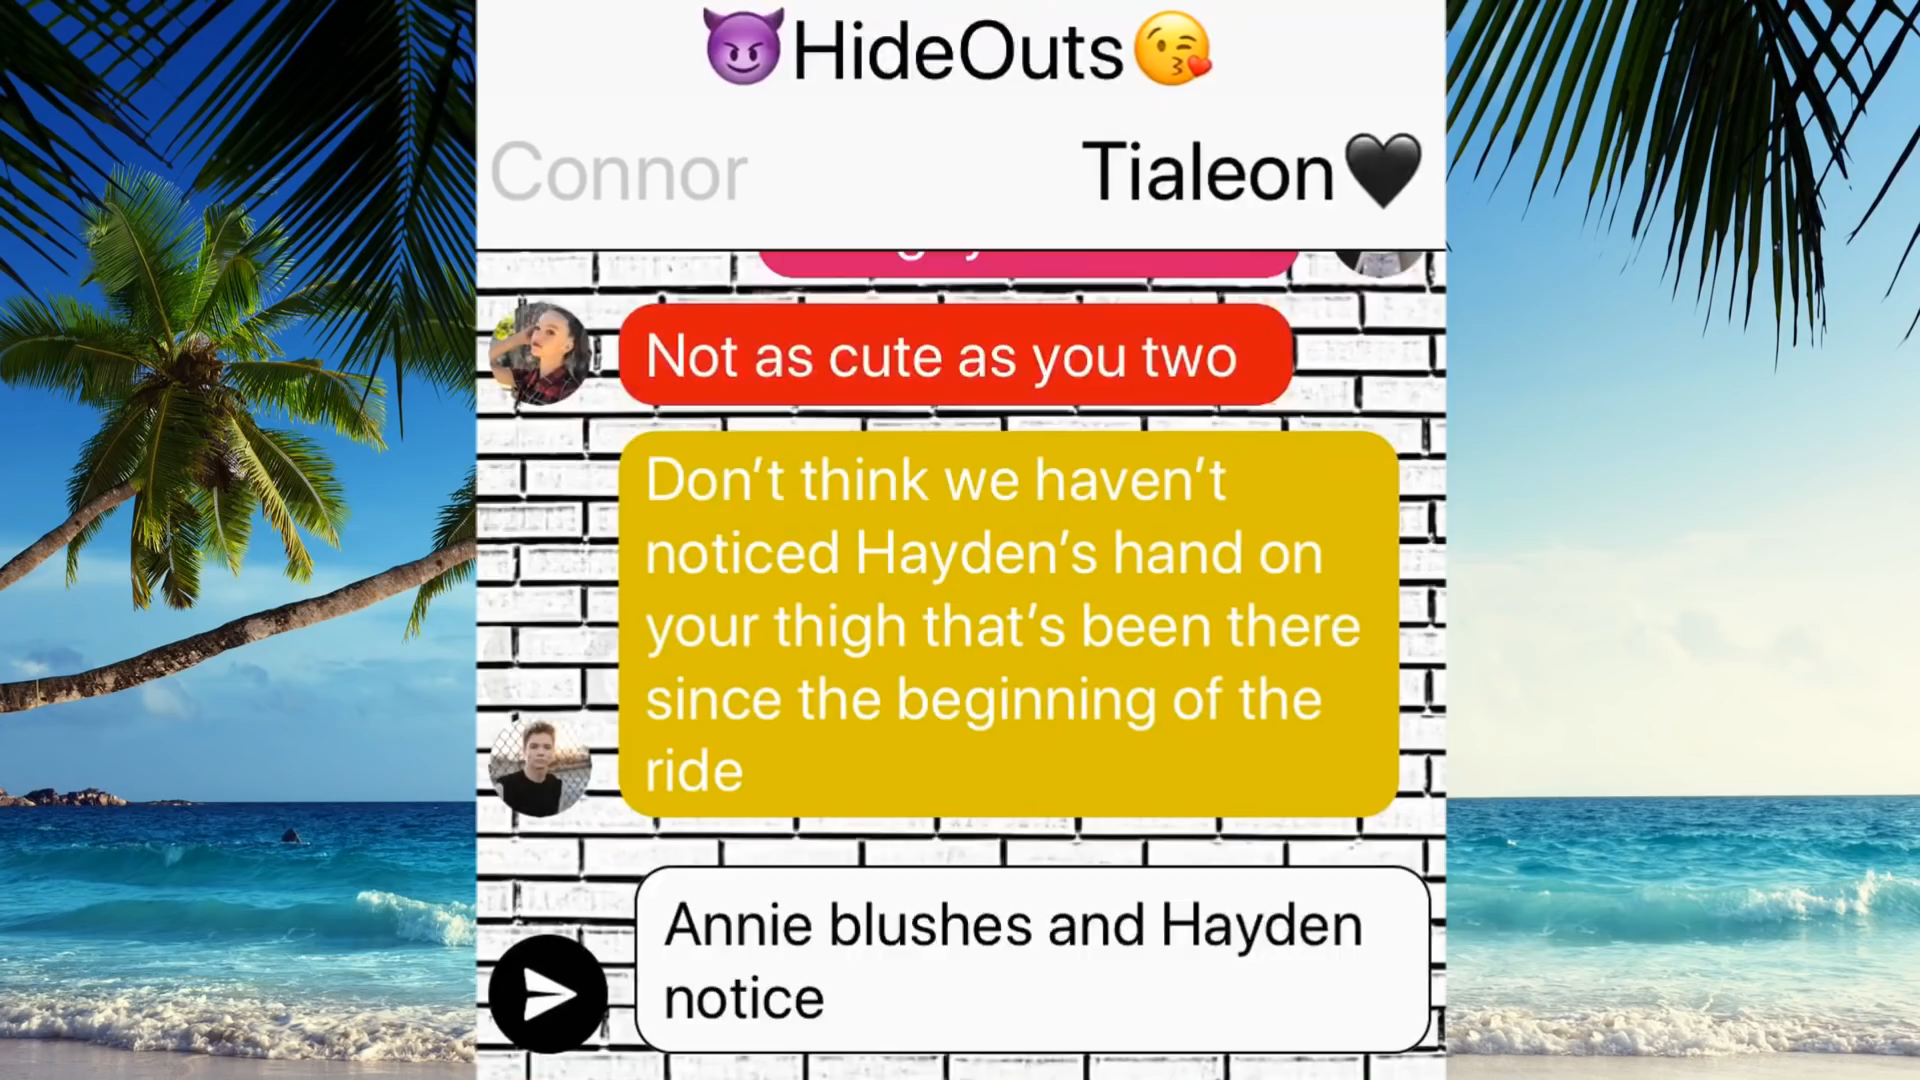 😈HideOuts😘
Connor
Tialeon🖤
Not as cute as you two
Don’t think we haven’t
noticed Hayden’s hand on
your thigh that’s been there
since the beginning of the
ride
Annie blushes and Hayden
notice